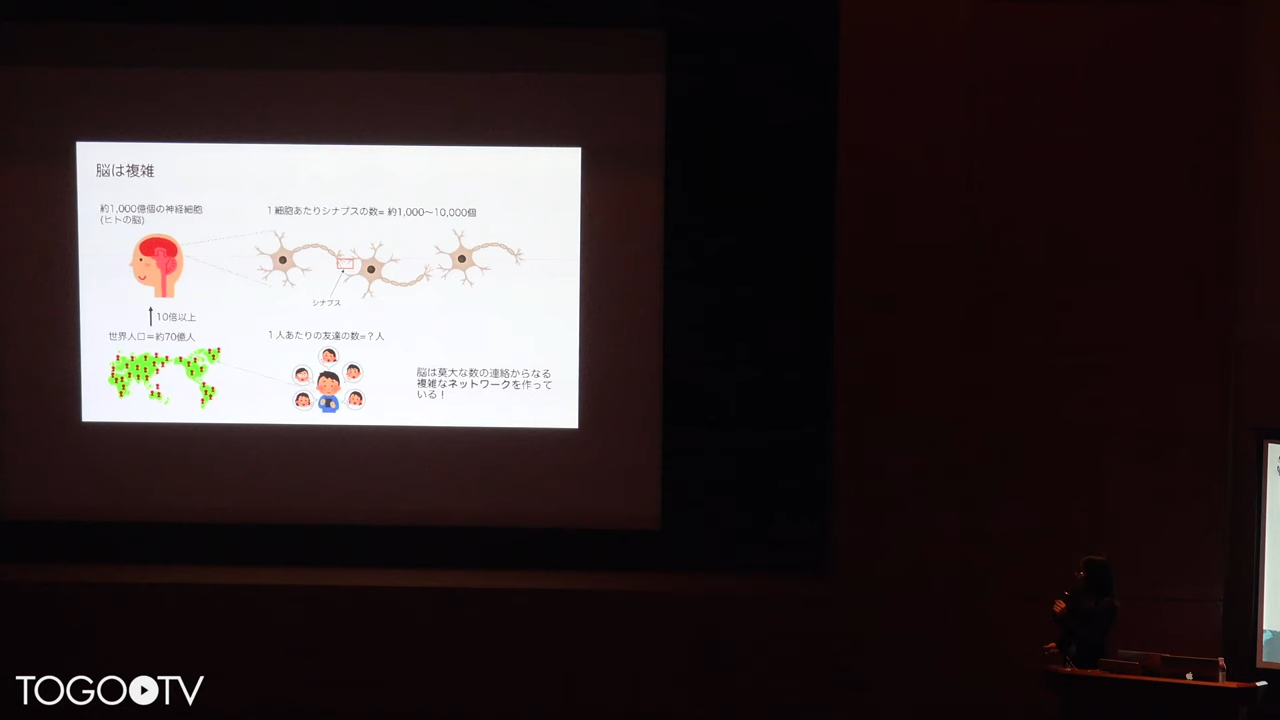 脳は複雑
約1,000億個の神経細胞
(ヒトの脳)
1細胞あたりシナプスの数= 約1,000〜10,000個
シナプス
10倍以上
世界人口=約70億人
1人あたりの友達の数=?人
脳は莫大な数の連絡からなる
複雑なネットワークを作って
いる!
TOGOTV